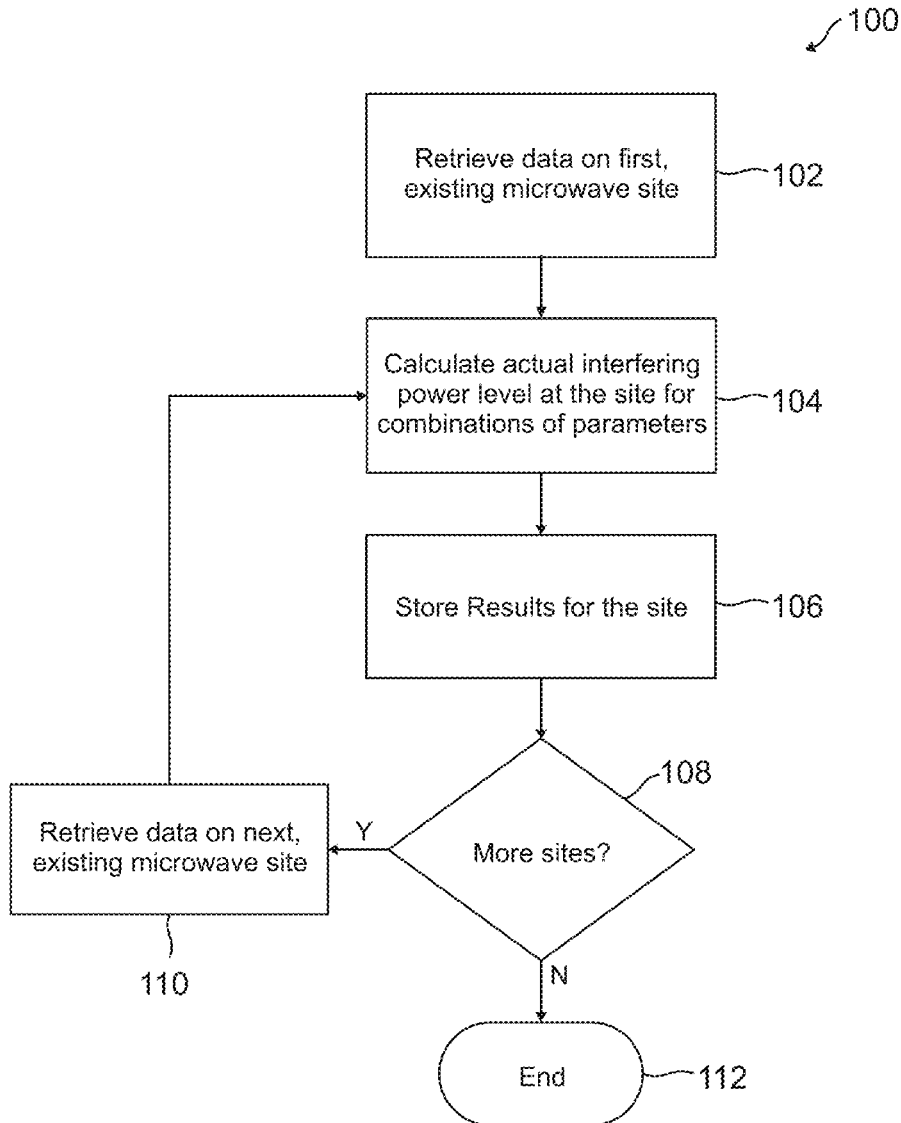 100
Retrieve data on first,
existing microwave site
102
Calculate actual interfering
power level at the site for
combinations of parameters
104
Store Results for the site
106
108
More sites?
Y
Retrieve data on next,
existing microwave site
110
N
End
112